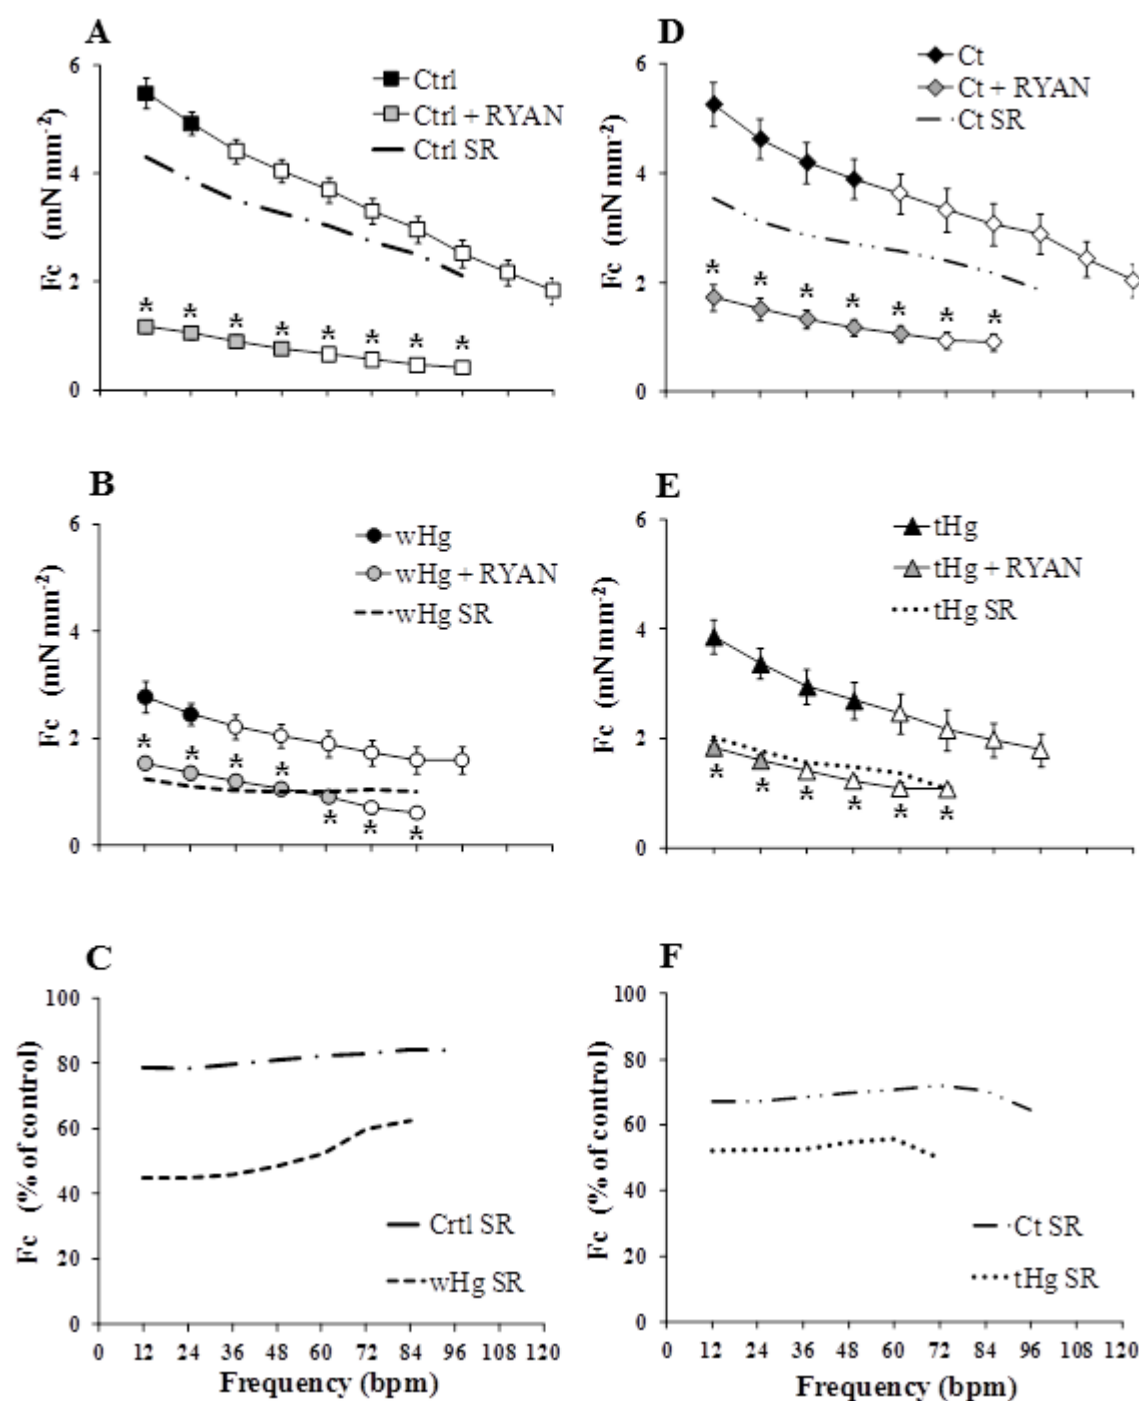 A
6
4
2
0
Fc (mN mm-2)
Ctrl
Ctrl + RYAN
Ctrl SR
* * * * * * * *
D
6
4
2
0
Fc (mN mm-2)
Ct
Ct + RYAN
Ct SR
* * * * * * *
B
6
4
2
0
Fc (mN mm-2)
wHg
wHg + RYAN
wHg SR
* * * * * * *
E
6
4
2
0
Fc (mN mm-2)
tHg
tHg + RYAN
tHg SR
* * * * * *
C
100
80
60
40
20
0
Fc (% of control)
Crtl SR
wHg SR
0 12 24 36 48 60 72 84 96 108 120
Frequency (bpm)
F
100
80
60
40
20
0
Fc (% of control)
Ct SR
tHg SR
0 12 24 36 48 60 72 84 96 108 120
Frequency (bpm)